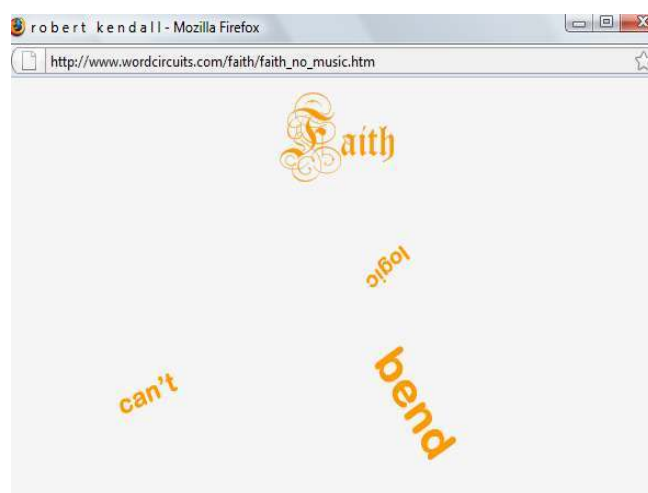 robert kendall - Mozilla Firefox
http://www.wordcircuits.com/faith/faith_no_music.htm
Faith
logic
can't
bend